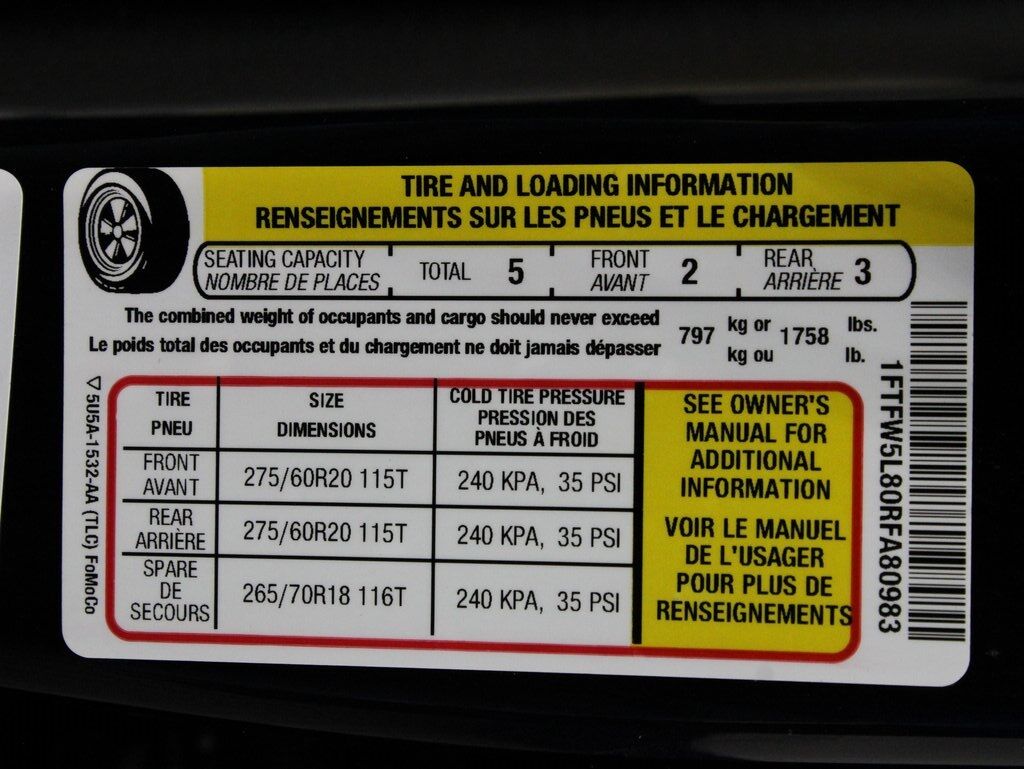 TIRE AND LOADING INFORMATION
RENSEIGNEMENTS SUR LES PNEUS ET LE CHARGEMENT
SEATING CAPACITY
NOMBRE DE PLACES
TOTAL 5
FRONT
AVANT
2
REAR
ARRIÈRE
3
The combined weight of occupants and cargo should never exceed
Le poids total des occupants et du chargement ne doit jamais dépasser
797
kg or
kg ou
1758
lbs.
lb.
TIRE
PNEU
SIZE
DIMENSIONS
COLD TIRE PRESSURE
PRESSION DES
PNEUS À FROID
FRONT
AVANT
275/60R20 115T
240 KPA, 35 PSI
REAR
ARRIÈRE
275/60R20 115T
240 KPA, 35 PSI
SPARE
DE
SECOURS
265/70R18 116T
240 KPA, 35 PSI
SEE OWNER'S
MANUAL FOR
ADDITIONAL
INFORMATION
VOIR LE MANUEL
DE L'USAGER
POUR PLUS DE
RENSEIGNEMENTS
5U5A-1532-AA (TLC) FoMoCo
1FTFW5L80RFA80983